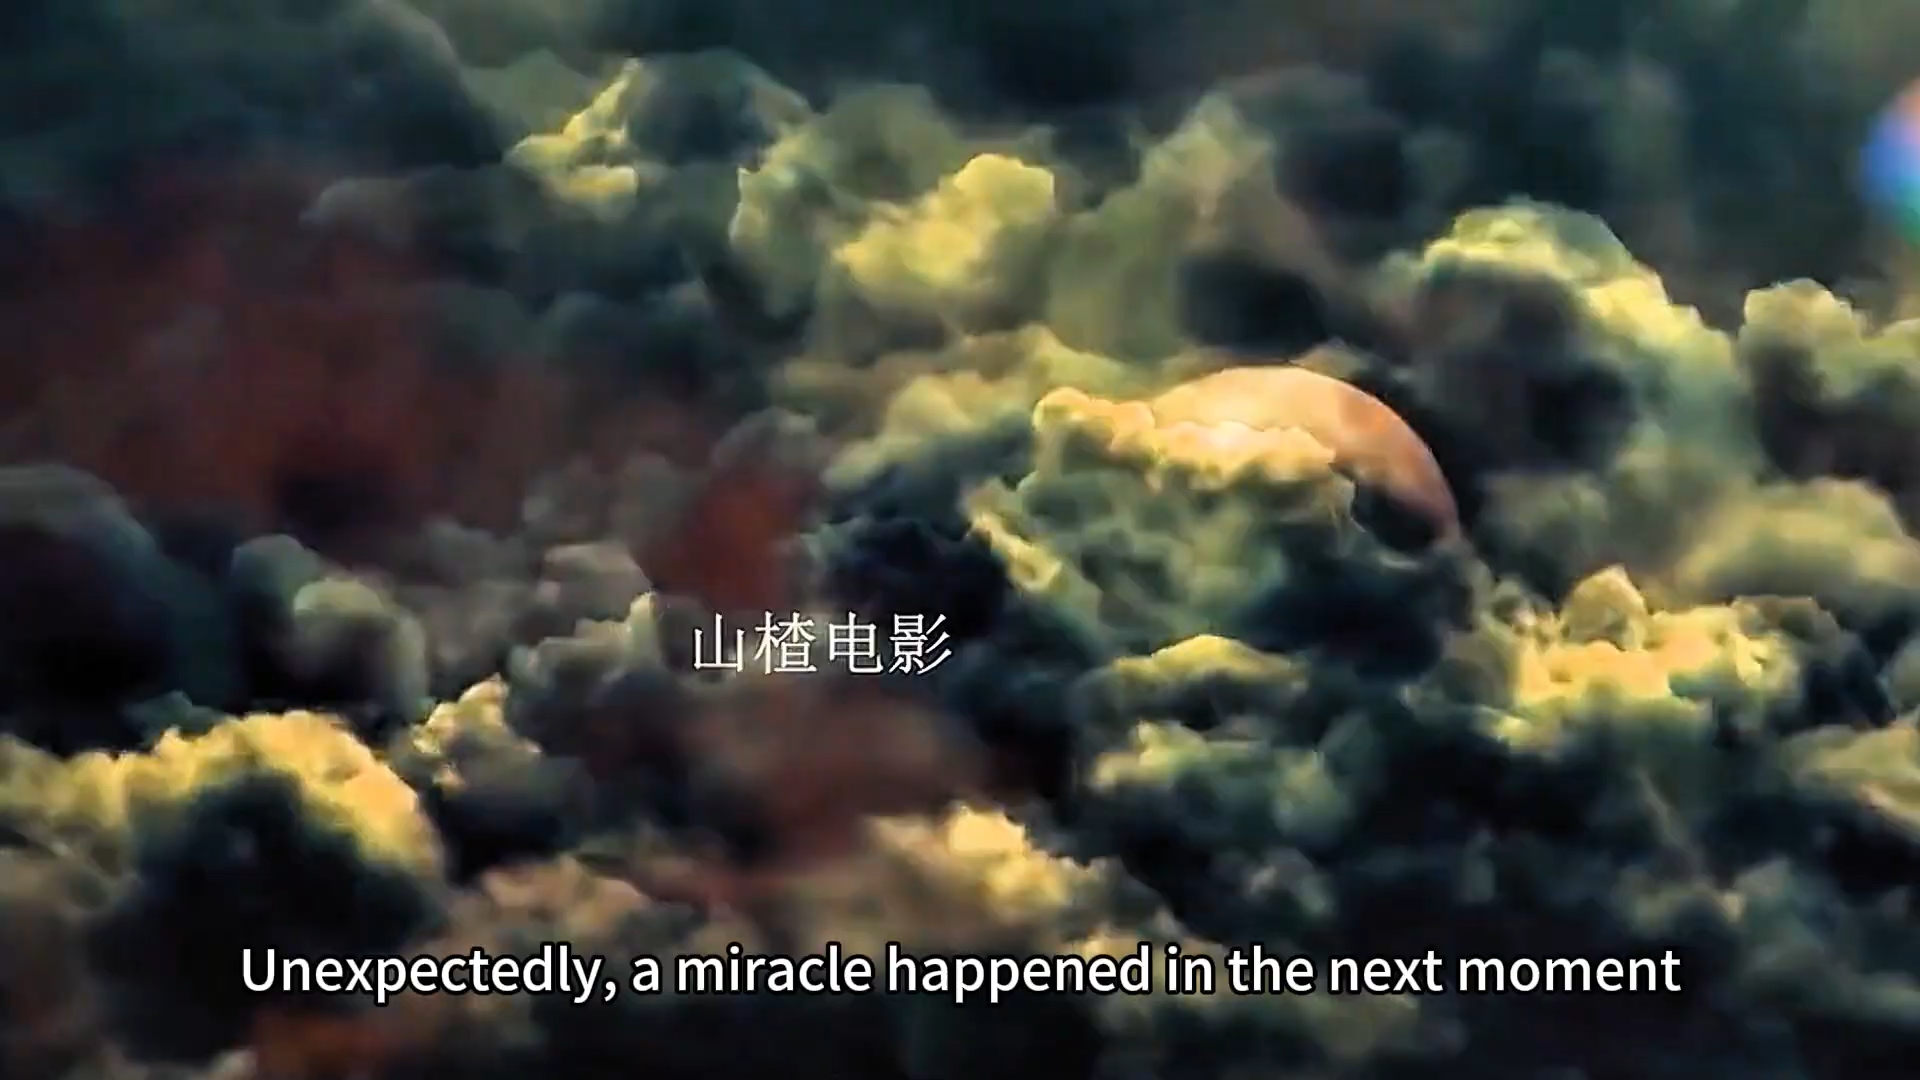 山楂电影
Unexpectedly, a miracle happened in the next moment